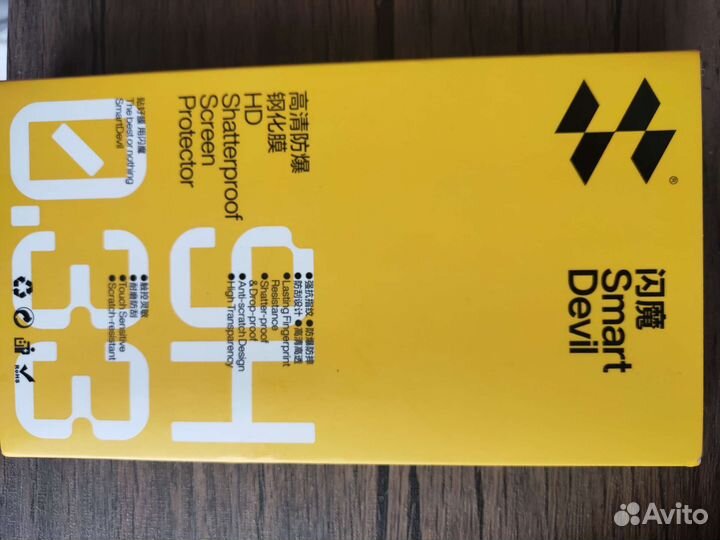 ®
闪魔
Smart
Devil
高清防爆
钢化膜
HD
Shatterproof
Screen
Protector
9H
●强抗指纹 ●防爆防摔
●防刮设计 ●高清高透
●Lasting Fingerprint
Resistance
●Shatter-proof
& Drop-proof
●Anti-scratch Design
●High Transparency
贴好膜 用闪魔
The best or nothing
SmartDevil
●触控灵敏
●耐磨防刮
●Touch Sensitive
●Scratch-resistant
0.33
RoHS
Avito